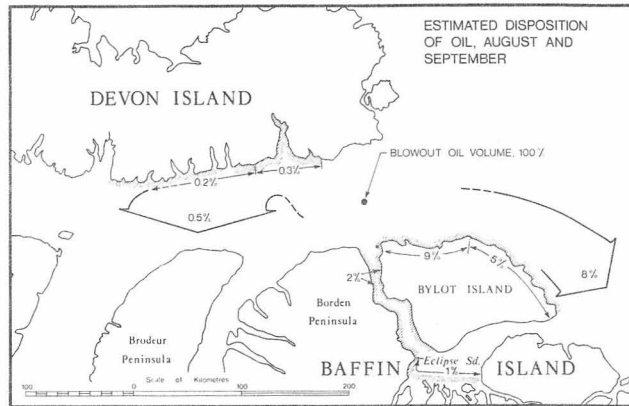 ESTIMATED DISPOSITION
OF OIL, AUGUST AND
SEPTEMBER
DEVON ISLAND
BLOWOUT OIL VOLUME, 100%
0.2%
0.3%
0.5%
9%
5%
8%
2%
BYLOT ISLAND
Borden
Peninsula
Brodeur
Peninsula
BAFFIN
Eclipse Sd.
ISLAND
1%
Scale of Kilometres
100 0 100 200